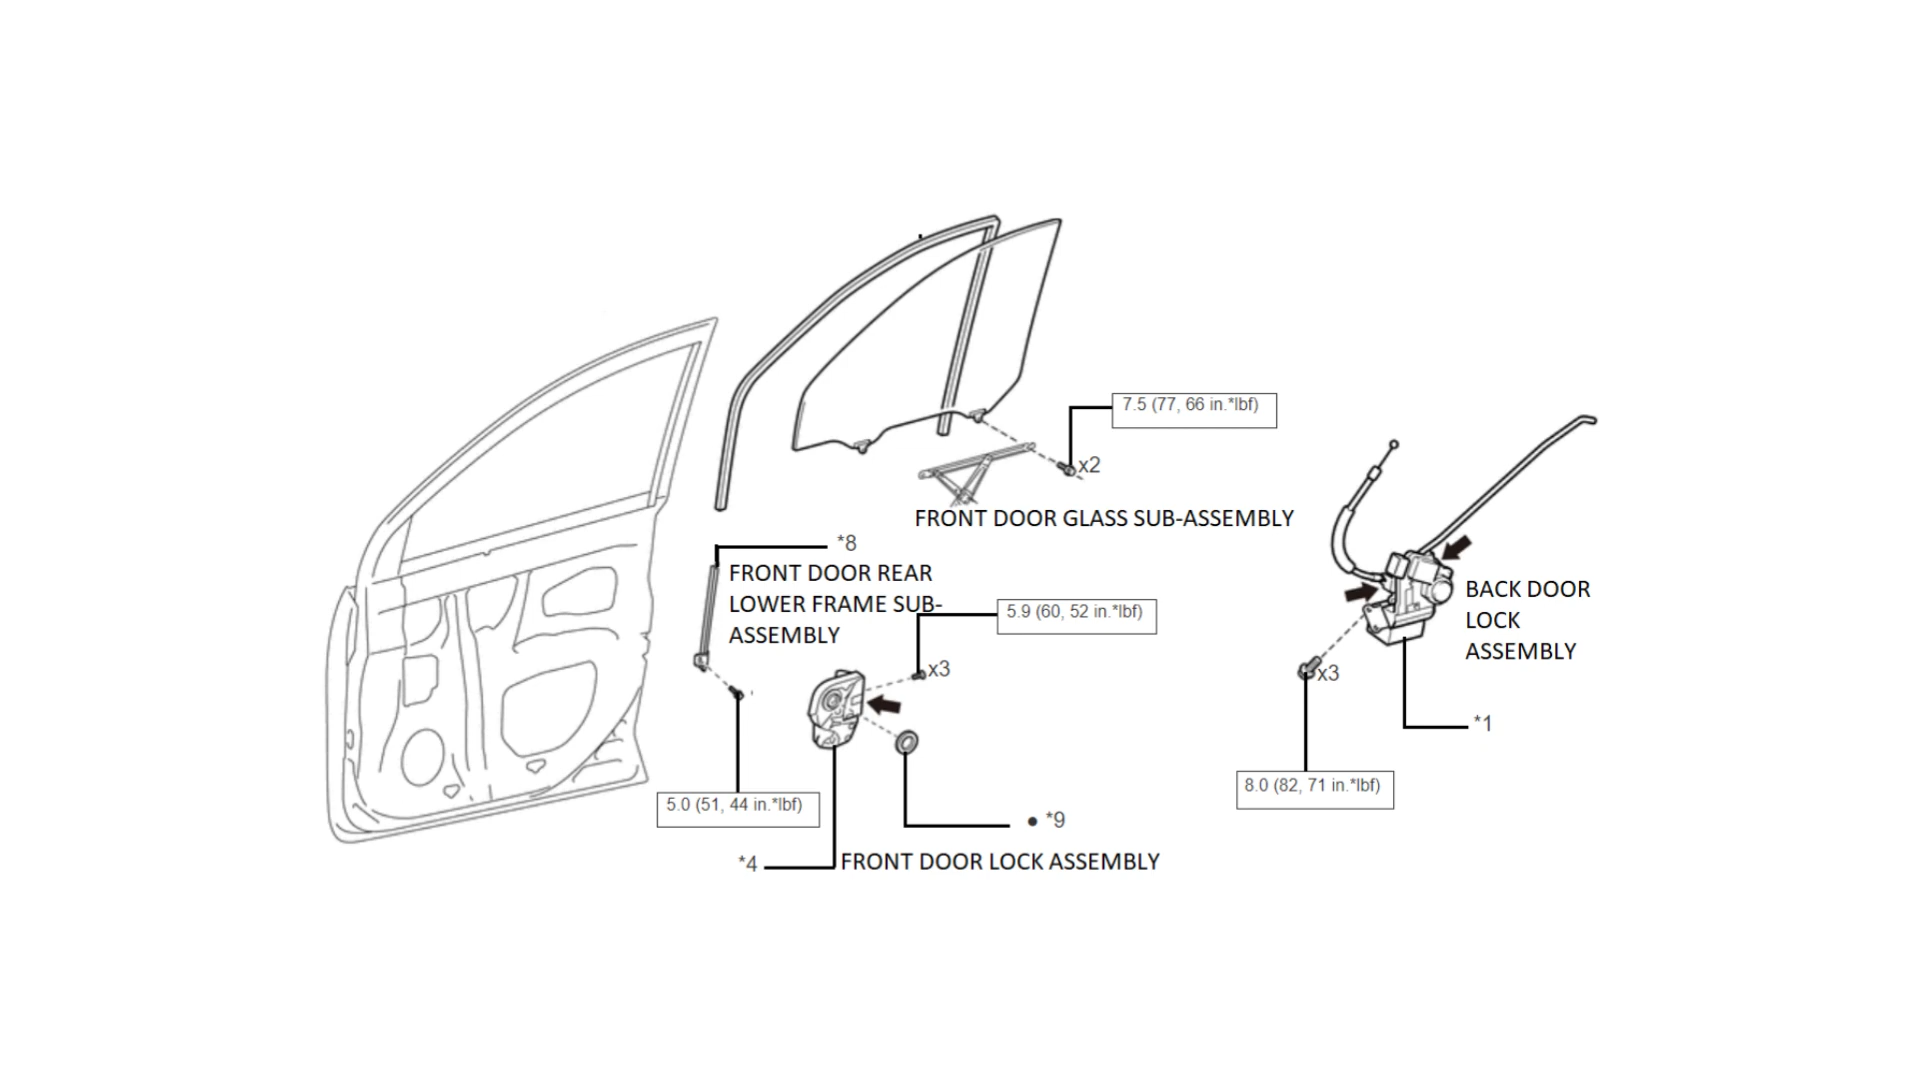 7.5 (77, 66 in.*lbf)
x2
FRONT DOOR GLASS SUB-ASSEMBLY
*8
FRONT DOOR REAR
LOWER FRAME SUB-
ASSEMBLY
5.9 (60, 52 in.*lbf)
x3
5.0 (51, 44 in.*lbf)
● *9
*4
FRONT DOOR LOCK ASSEMBLY
BACK DOOR
LOCK
ASSEMBLY
x3
*1
8.0 (82, 71 in.*lbf)